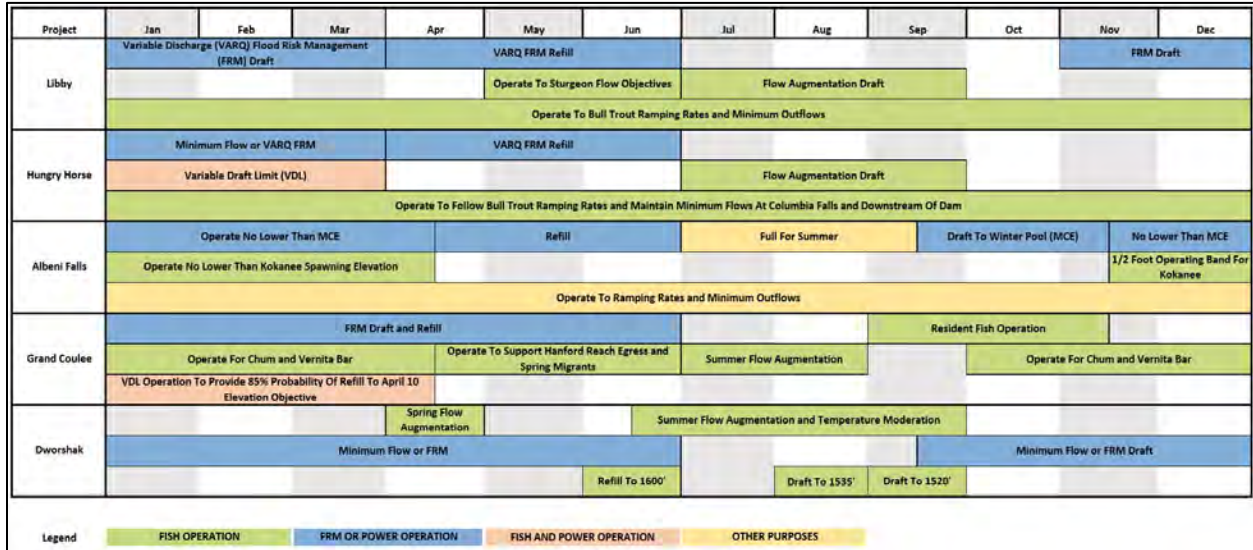 Project Jan Feb Mar Apr May Jun Jul Aug Sep Oct Nov Dec
Variable Discharge (VARQ) Flood Risk Management
(FRM) Draft
VARQ FRM Refill
FRM Draft
Libby
Operate To Sturgeon Flow Objectives
Flow Augmentation Draft
Operate To Bull Trout Ramping Rates and Minimum Outflows
Minimum Flow or VARQ FRM
VARQ FRM Refill
Hungry Horse
Variable Draft Limit (VDL)
Flow Augmentation Draft
Operate To Follow Bull Trout Ramping Rates and Maintain Minimum Flows At Columbia Falls and Downstream Of Dam
Operate No Lower Than MCE
Refill
Full For Summer
Draft To Winter Pool (MCE)
No Lower Than MCE
Albeni Falls
Operate No Lower Than Kokanee Spawning Elevation
1/2 Foot Operating Band For
Kokanee
Operate To Ramping Rates and Minimum Outflows
FRM Draft and Refill
Resident Fish Operation
Grand Coulee
Operate For Chum and Vernita Bar
Operate To Support Hanford Reach Egress and
Spring Migrants
Summer Flow Augmentation
Operate For Chum and Vernita Bar
VDL Operation To Provide 85% Probability Of Refill To April 10
Elevation Objective
Spring Flow
Augmentation
Summer Flow Augmentation and Temperature Moderation
Dworshak
Minimum Flow or FRM
Minimum Flow or FRM Draft
Refill To 1600'
Draft To 1535'
Draft To 1520'
Legend FISH OPERATION FRM OR POWER OPERATION FISH AND POWER OPERATION OTHER PURPOSES